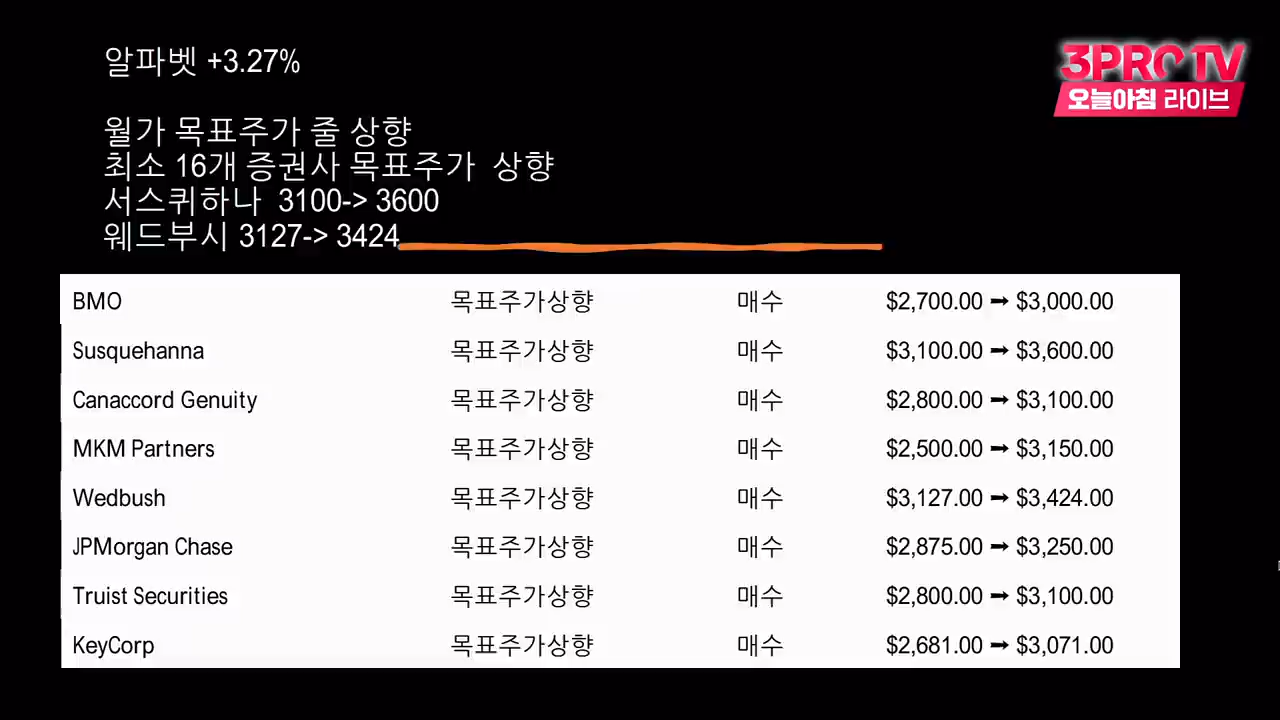 알파벳 +3.27%
3PRO TV
오늘아침 라이브
월가 목표주가 줄 상향
최소 16개 증권사 목표주가 상향
서스퀴하나 3100-> 3600
웨드부시 3127-> 3424
BMO 목표주가상향 매수 $2,700.00 ➡ $3,000.00
Susquehanna 목표주가상향 매수 $3,100.00 ➡ $3,600.00
Canaccord Genuity 목표주가상향 매수 $2,800.00 ➡ $3,100.00
MKM Partners 목표주가상향 매수 $2,500.00 ➡ $3,150.00
Wedbush 목표주가상향 매수 $3,127.00 ➡ $3,424.00
JPMorgan Chase 목표주가상향 매수 $2,875.00 ➡ $3,250.00
Truist Securities 목표주가상향 매수 $2,800.00 ➡ $3,100.00
KeyCorp 목표주가상향 매수 $2,681.00 ➡ $3,071.00